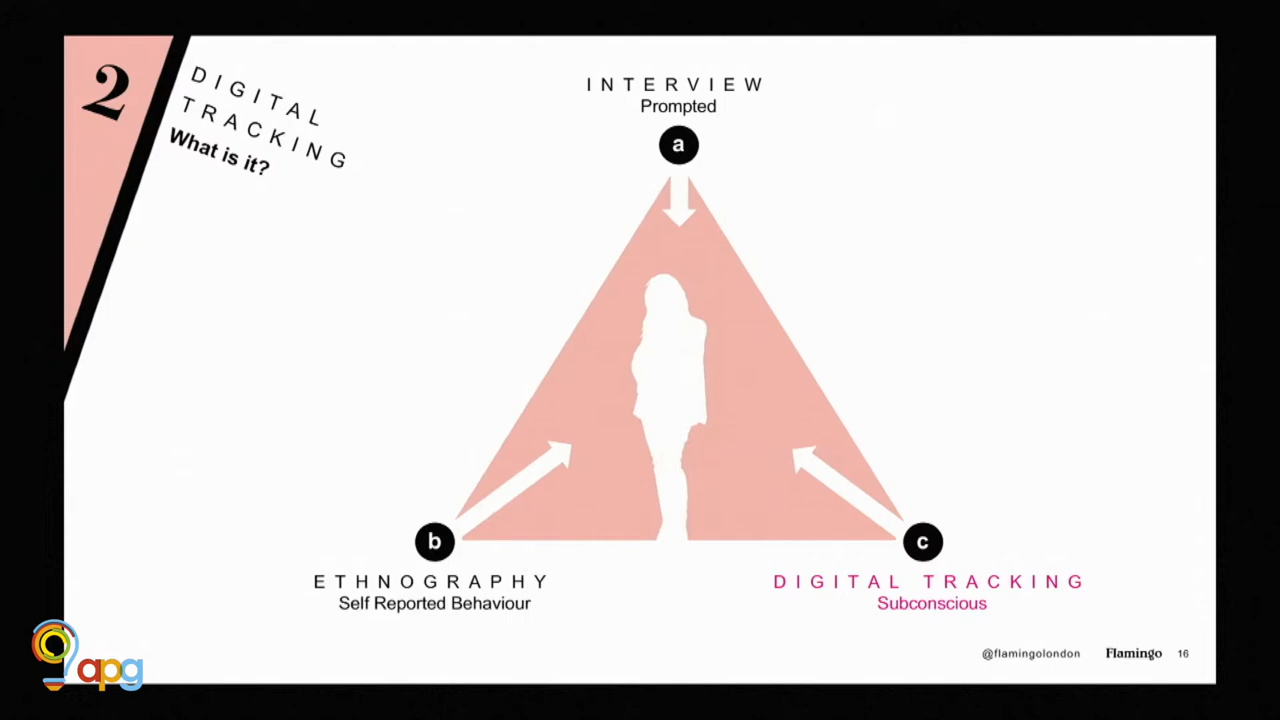 2
DIGITAL
TRACKING
What is it?
INTERVIEW
Prompted
a
b
ETHNOGRAPHY
Self Reported Behaviour
c
DIGITAL TRACKING
Subconscious
@flamingolondon Flamingo 16
apg